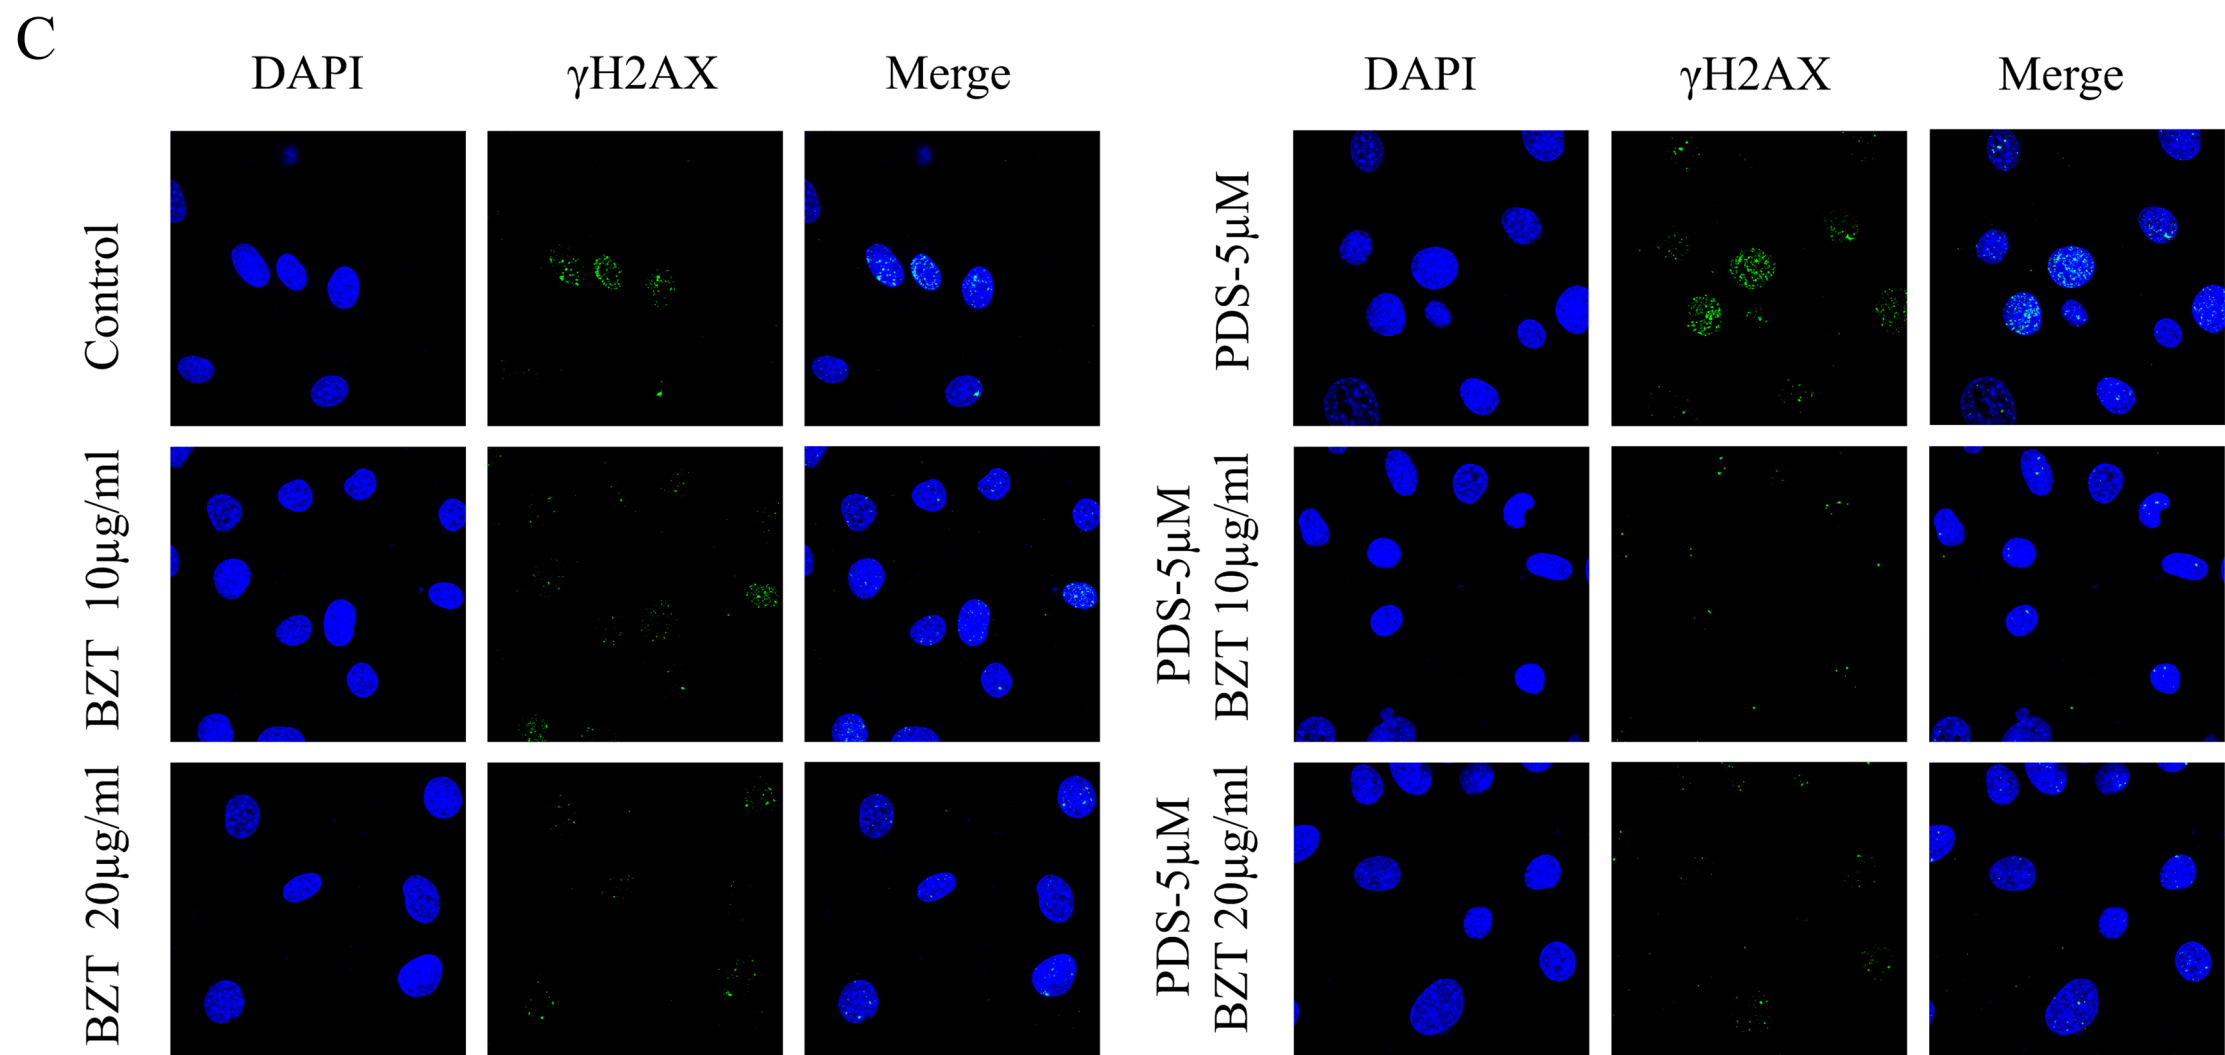 C
DAPI γH2AX Merge DAPI γH2AX Merge
Control
PDS-5μM
BZT 10μg/ml
PDS-5μM
BZT 10μg/ml
BZT 20μg/ml
PDS-5μM
BZT 20μg/ml